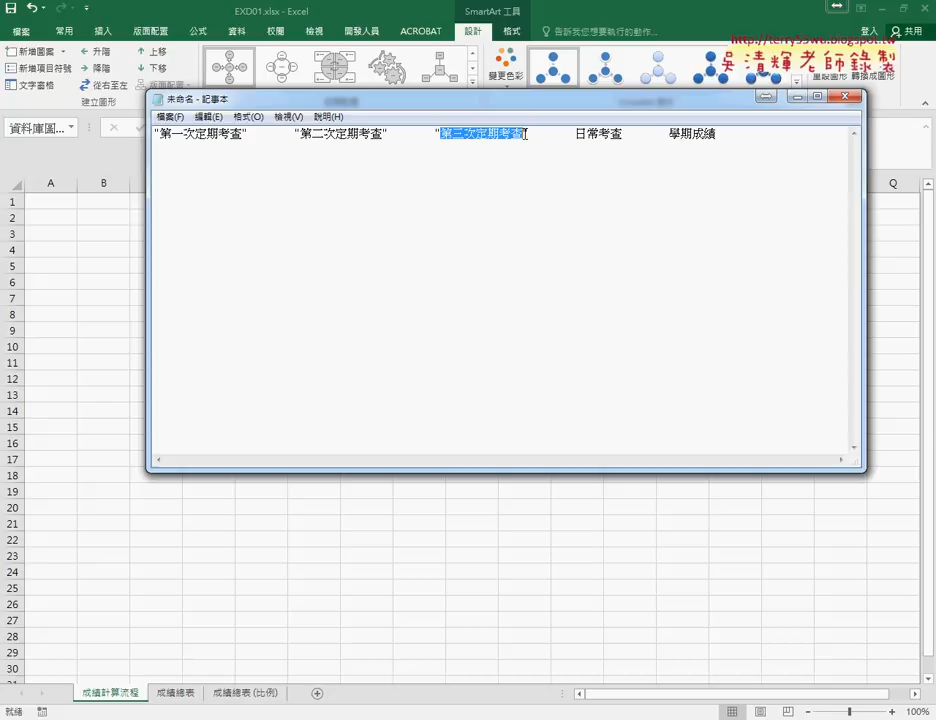 EXD01.xlsx - Excel
SmartArt 工具
檔案 常用 插入 版面配置 公式 資料 校閱 檢視 開發人員 ACROBAT 設計 格式 告訴我您想要執行的動作... 登入 共用
http://terry55wu.blogspot.tw
吳清輝老師錄製
新增圖案 升階 上移
新增項目符號 降階 下移
文字窗格 從右至左 版面配置
建立圖形
變更色彩
重設圖形 轉換成圖形
未命名 - 記事本
檔案(F) 編輯(E) 格式(O) 檢視(V) 說明(H)
"第一次定期考查" "第二次定期考查" "第三次定期考查" 日常考查 學期成績
資料庫圖...
A B Q
1
2
3
4
5
6
7
8
9
10
11
12
13
14
15
16
17
18
19
20
21
22
23
24
25
26
27
28
29
30
成績計算流程 成績總表 成績總表 (比例)
就緒
100%